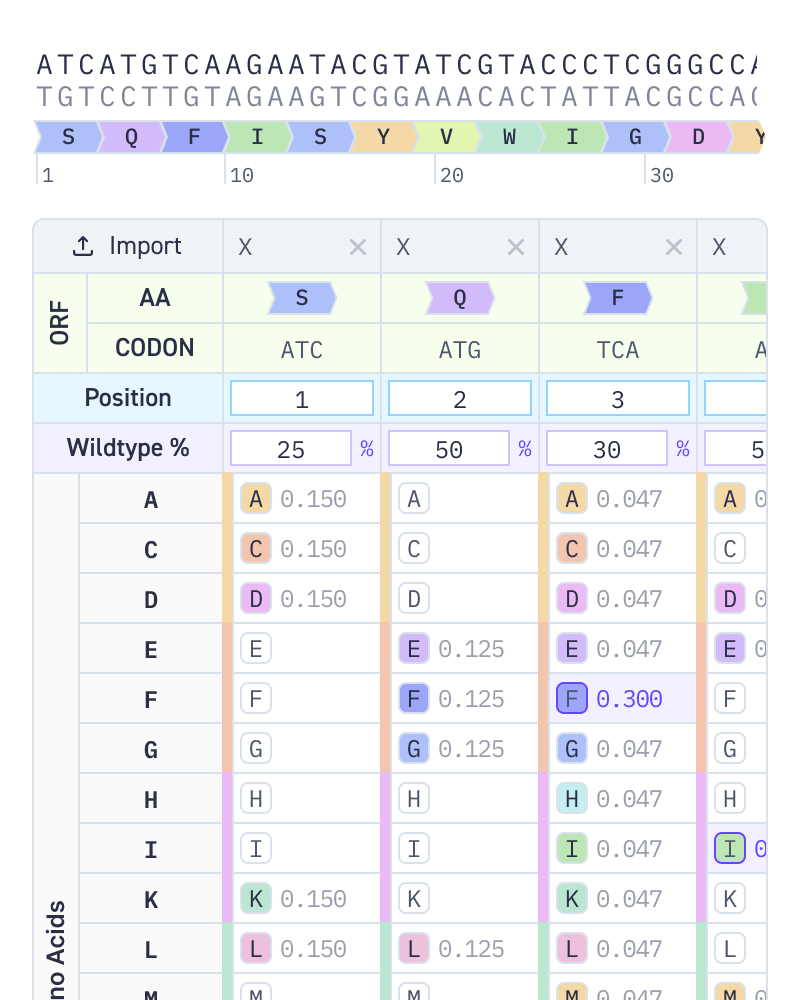 ATCATGTCAAGAATACGTATCGTACCCTCGGGCCA
TGTCCTTGTAGAAGTCGGAAACACTATTACGCCAC
S Q F I S Y V W I G D Y
1 10 20 30
Import X × X × X × X
ORF
AA S Q F
CODON ATC ATG TCA A
Position 1 2 3
Wildtype % 25 % 50 % 30 % 5
no Acids
A A 0.150 A A 0.047 A 0
C C 0.150 C C 0.047 C
D D 0.150 D D 0.047 D 0
E E E 0.125 E 0.047 E 0
F F F 0.125 F 0.300 F
G G G 0.125 G 0.047 G
H H H H 0.047 H
I I I I 0.047 I 0
K K 0.150 K K 0.047 K
L L 0.150 L 0.125 L 0.047 L
M M M M 0.047 M 0